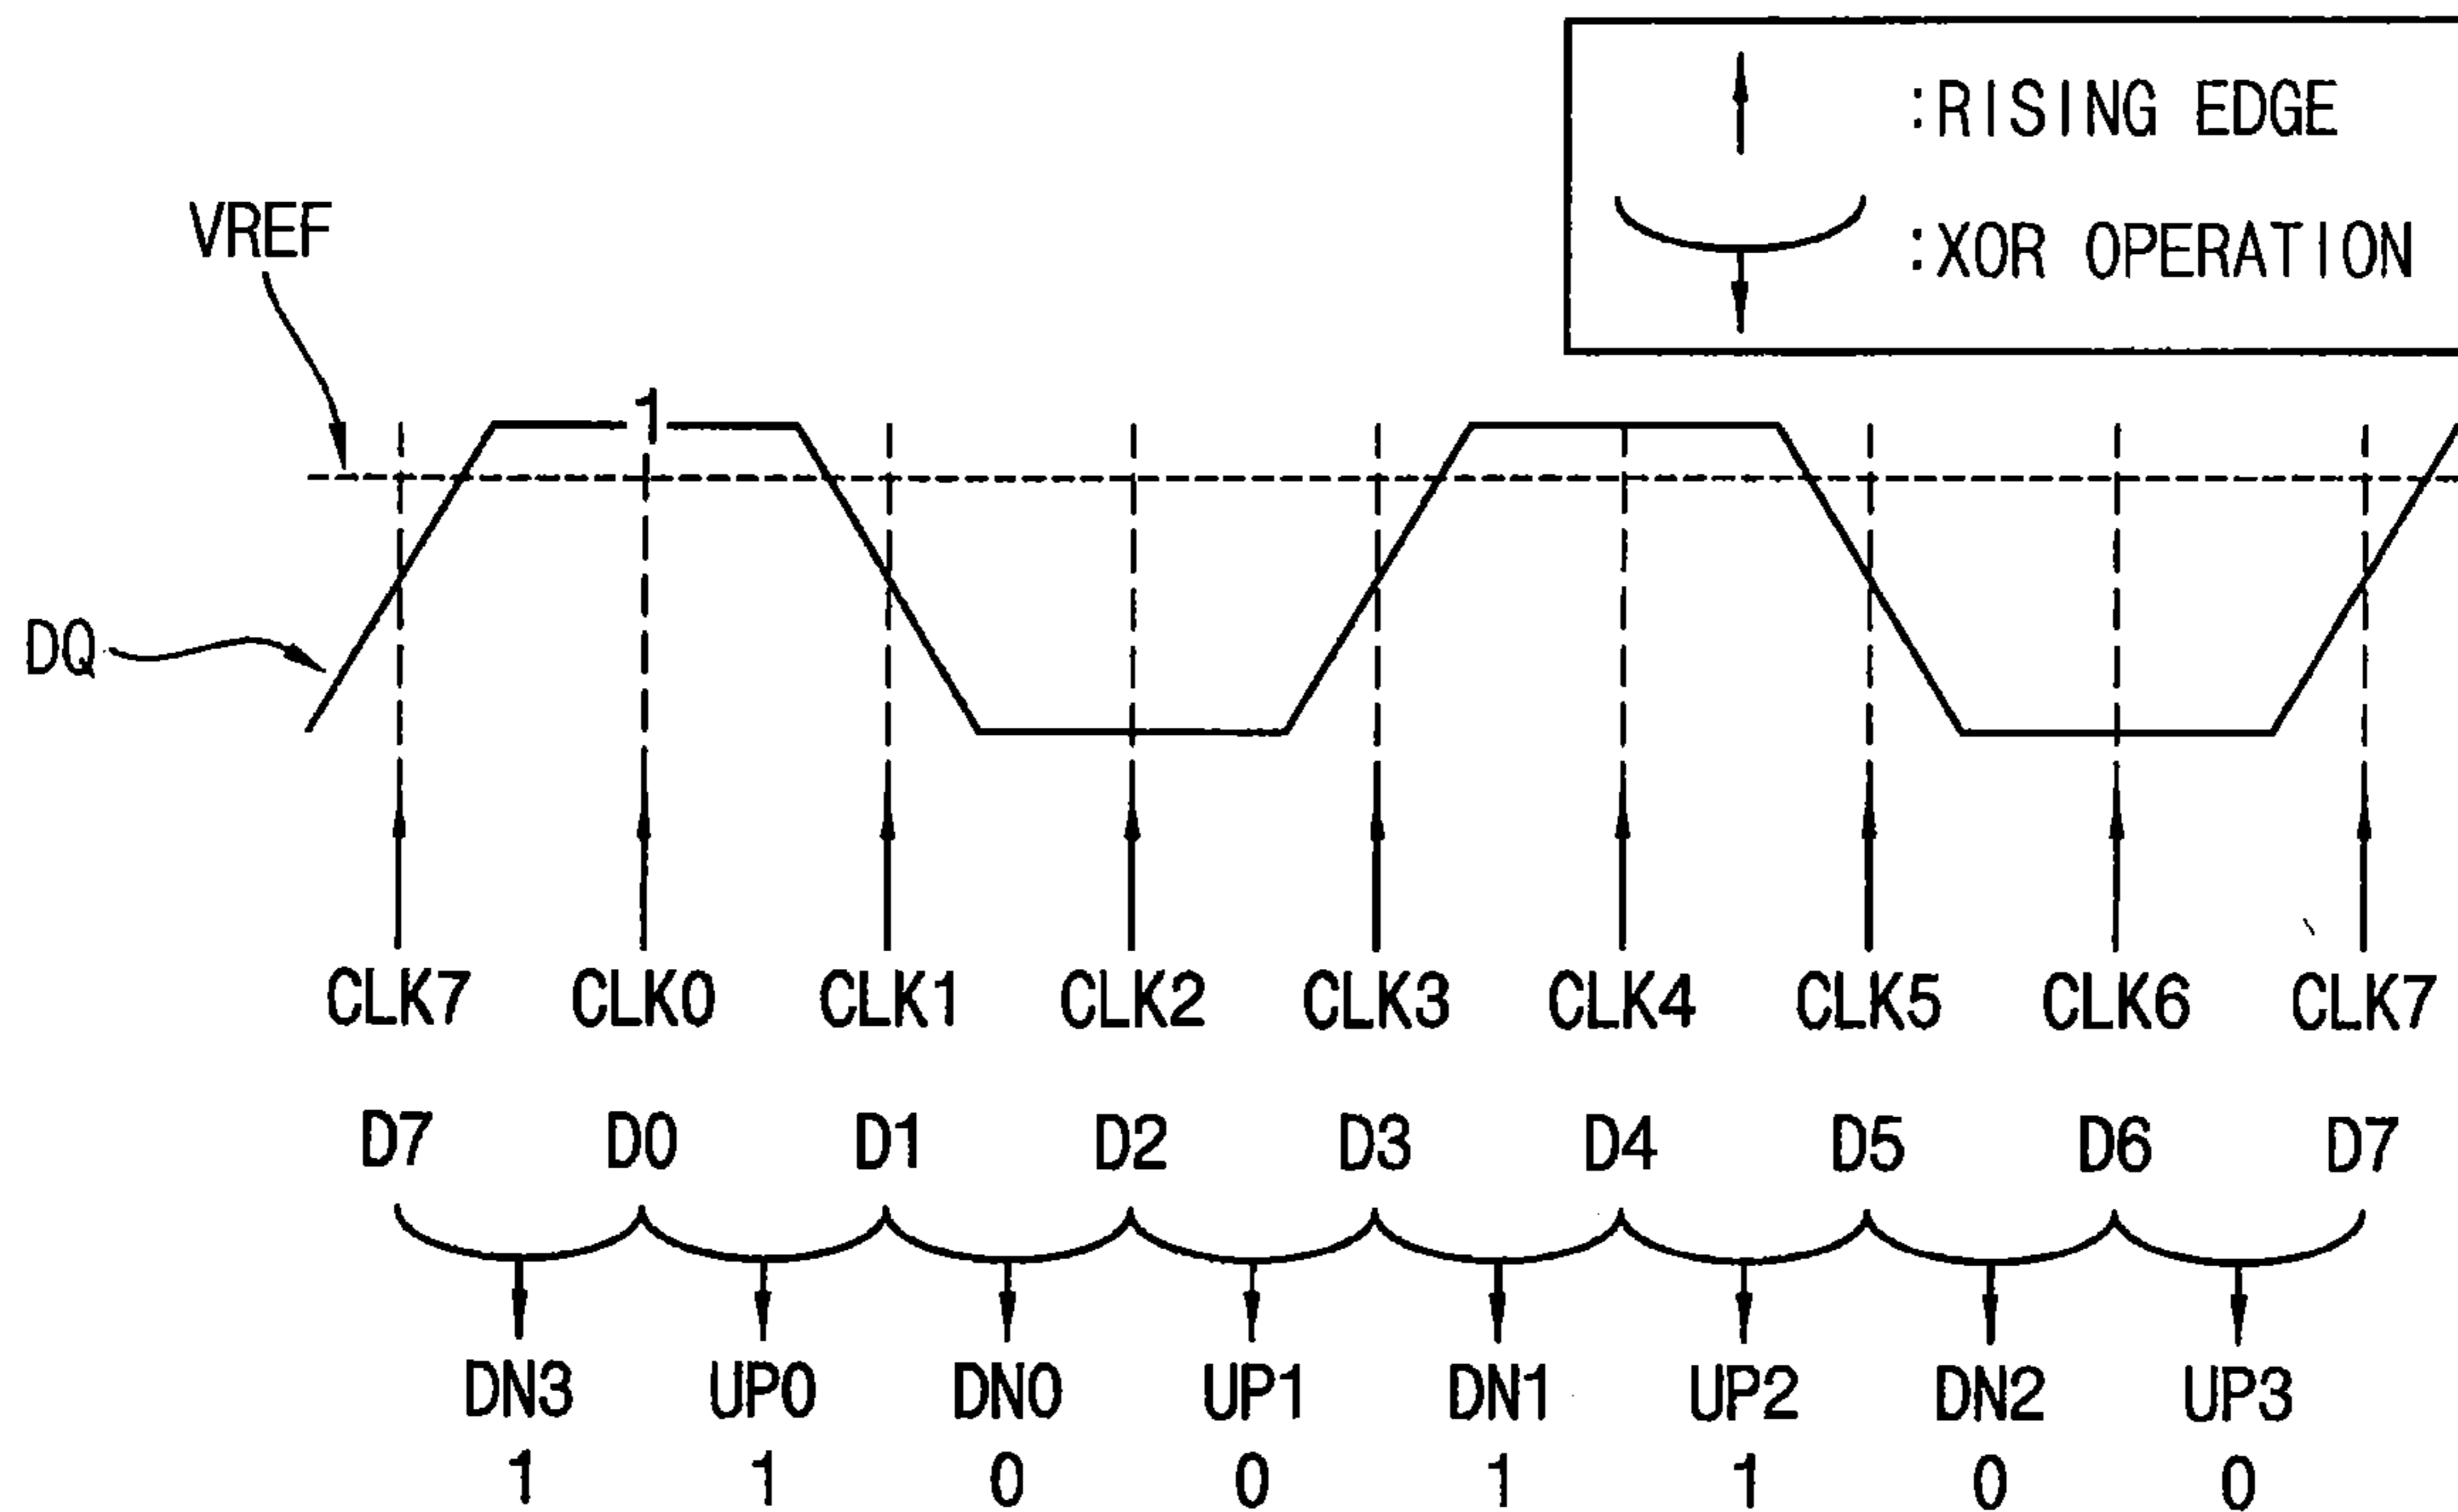 :RISING EDGE
:XOR OPERATION
VREF
1
DQ
CLK7 CLK0 CLK1 CLK2 CLK3 CLK4 CLK5 CLK6 CLK7
D7 D0 D1 D2 D3 D4 D5 D6 D7
DN3 UP0 DN0 UP1 DN1 UP2 DN2 UP3
1 1 0 0 1 1 0 0